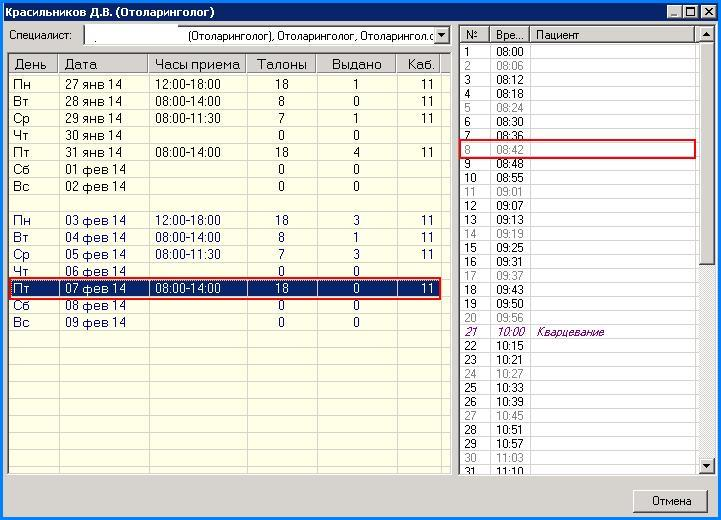 Красильников Д.В. (Отоларинголог)
Специалист: (Отоларинголог), Отоларинголог, Отоларингол.с
День Дата Часы приема Талоны Выдано Каб.
Пн 27 янв 14 12:00-18:00 18 1 11
Вт 28 янв 14 08:00-14:00 8 0 11
Ср 29 янв 14 08:00-11:30 7 1 11
Чт 30 янв 14 0 0
Пт 31 янв 14 08:00-14:00 18 4 11
Сб 01 фев 14 0 0
Вс 02 фев 14 0 0
Пн 03 фев 14 12:00-18:00 18 3 11
Вт 04 фев 14 08:00-14:00 8 1 11
Ср 05 фев 14 08:00-11:30 7 3 11
Чт 06 фев 14 0 0
Пт 07 фев 14 08:00-14:00 18 0 11
Сб 08 фев 14 0 0
Вс 09 фев 14 0 0
№ Вре... Пациент
1 08:00
2 08:06
3 08:12
4 08:18
5 08:24
6 08:30
7 08:36
8 08:42
9 08:48
10 08:55
11 09:01
12 09:07
13 09:13
14 09:19
15 09:25
16 09:31
17 09:37
18 09:43
19 09:50
20 09:56
21 10:00 Кварцевание
22 10:15
23 10:21
24 10:27
25 10:33
26 10:39
27 10:45
28 10:51
29 10:57
30 11:03
31 11:10
Отмена